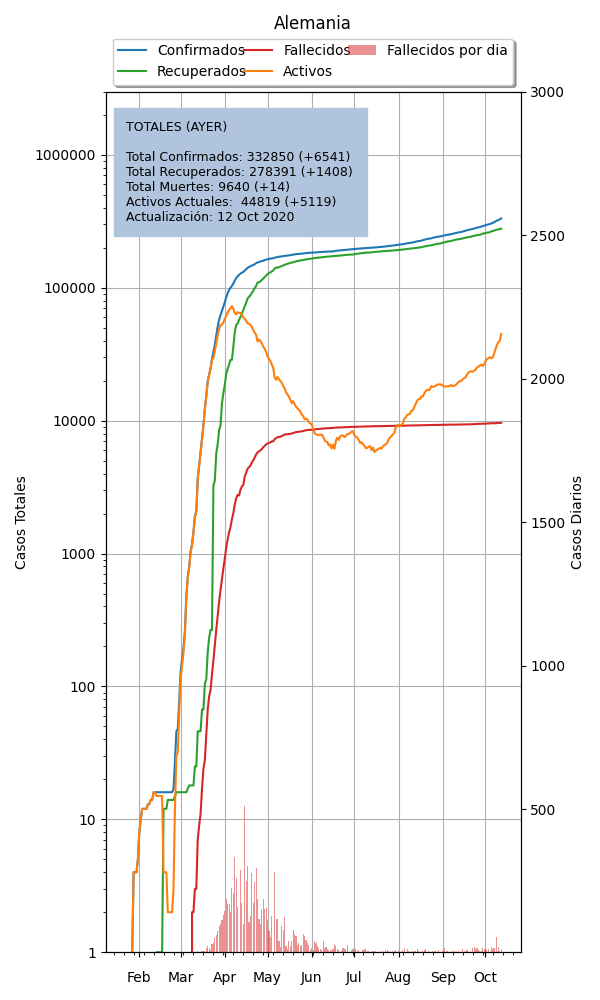 Alemania
Confirmados Fallecidos Fallecidos por dia
Recuperados Activos
TOTALES (AYER)
Total Confirmados: 332850 (+6541)
Total Recuperados: 278391 (+1408)
Total Muertes: 9640 (+14)
Activos Actuales:  44819 (+5119)
Actualización: 12 Oct 2020
1000000
100000
10000
1000
100
10
1
Casos Totales
3000
2500
2000
1500
1000
500
Casos Diarios
Feb Mar Apr May Jun Jul Aug Sep Oct